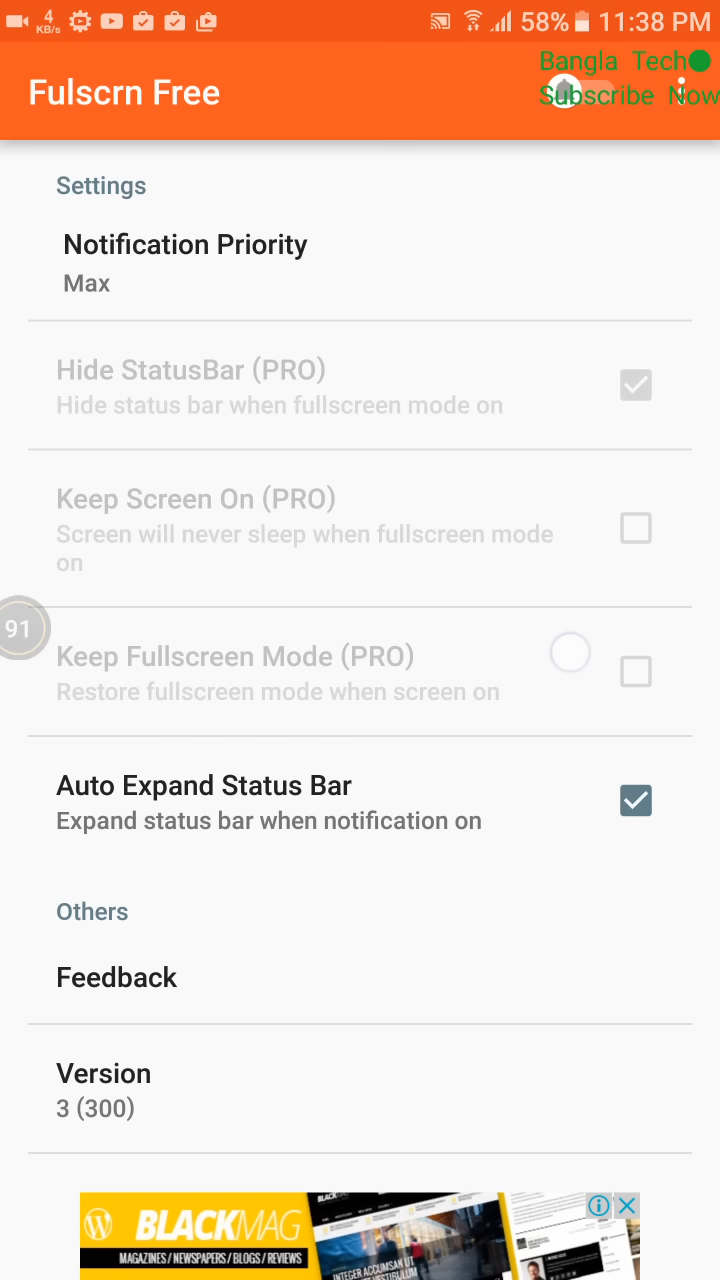 4
KB/s
58%
11:38 PM
Bangla Tech
Fulscrn Free
Subscribe Now
Settings
Notification Priority
Max
Hide StatusBar (PRO)
Hide status bar when fullscreen mode on
Keep Screen On (PRO)
Screen will never sleep when fullscreen mode
on
91
Keep Fullscreen Mode (PRO)
Restore fullscreen mode when screen on
Auto Expand Status Bar
Expand status bar when notification on
Others
Feedback
Version
3 (300)
BLACKMAG
MAGAZINES / NEWSPAPERS / BLOGS / REVIEWS
INTEGER ACCUMSAN UT